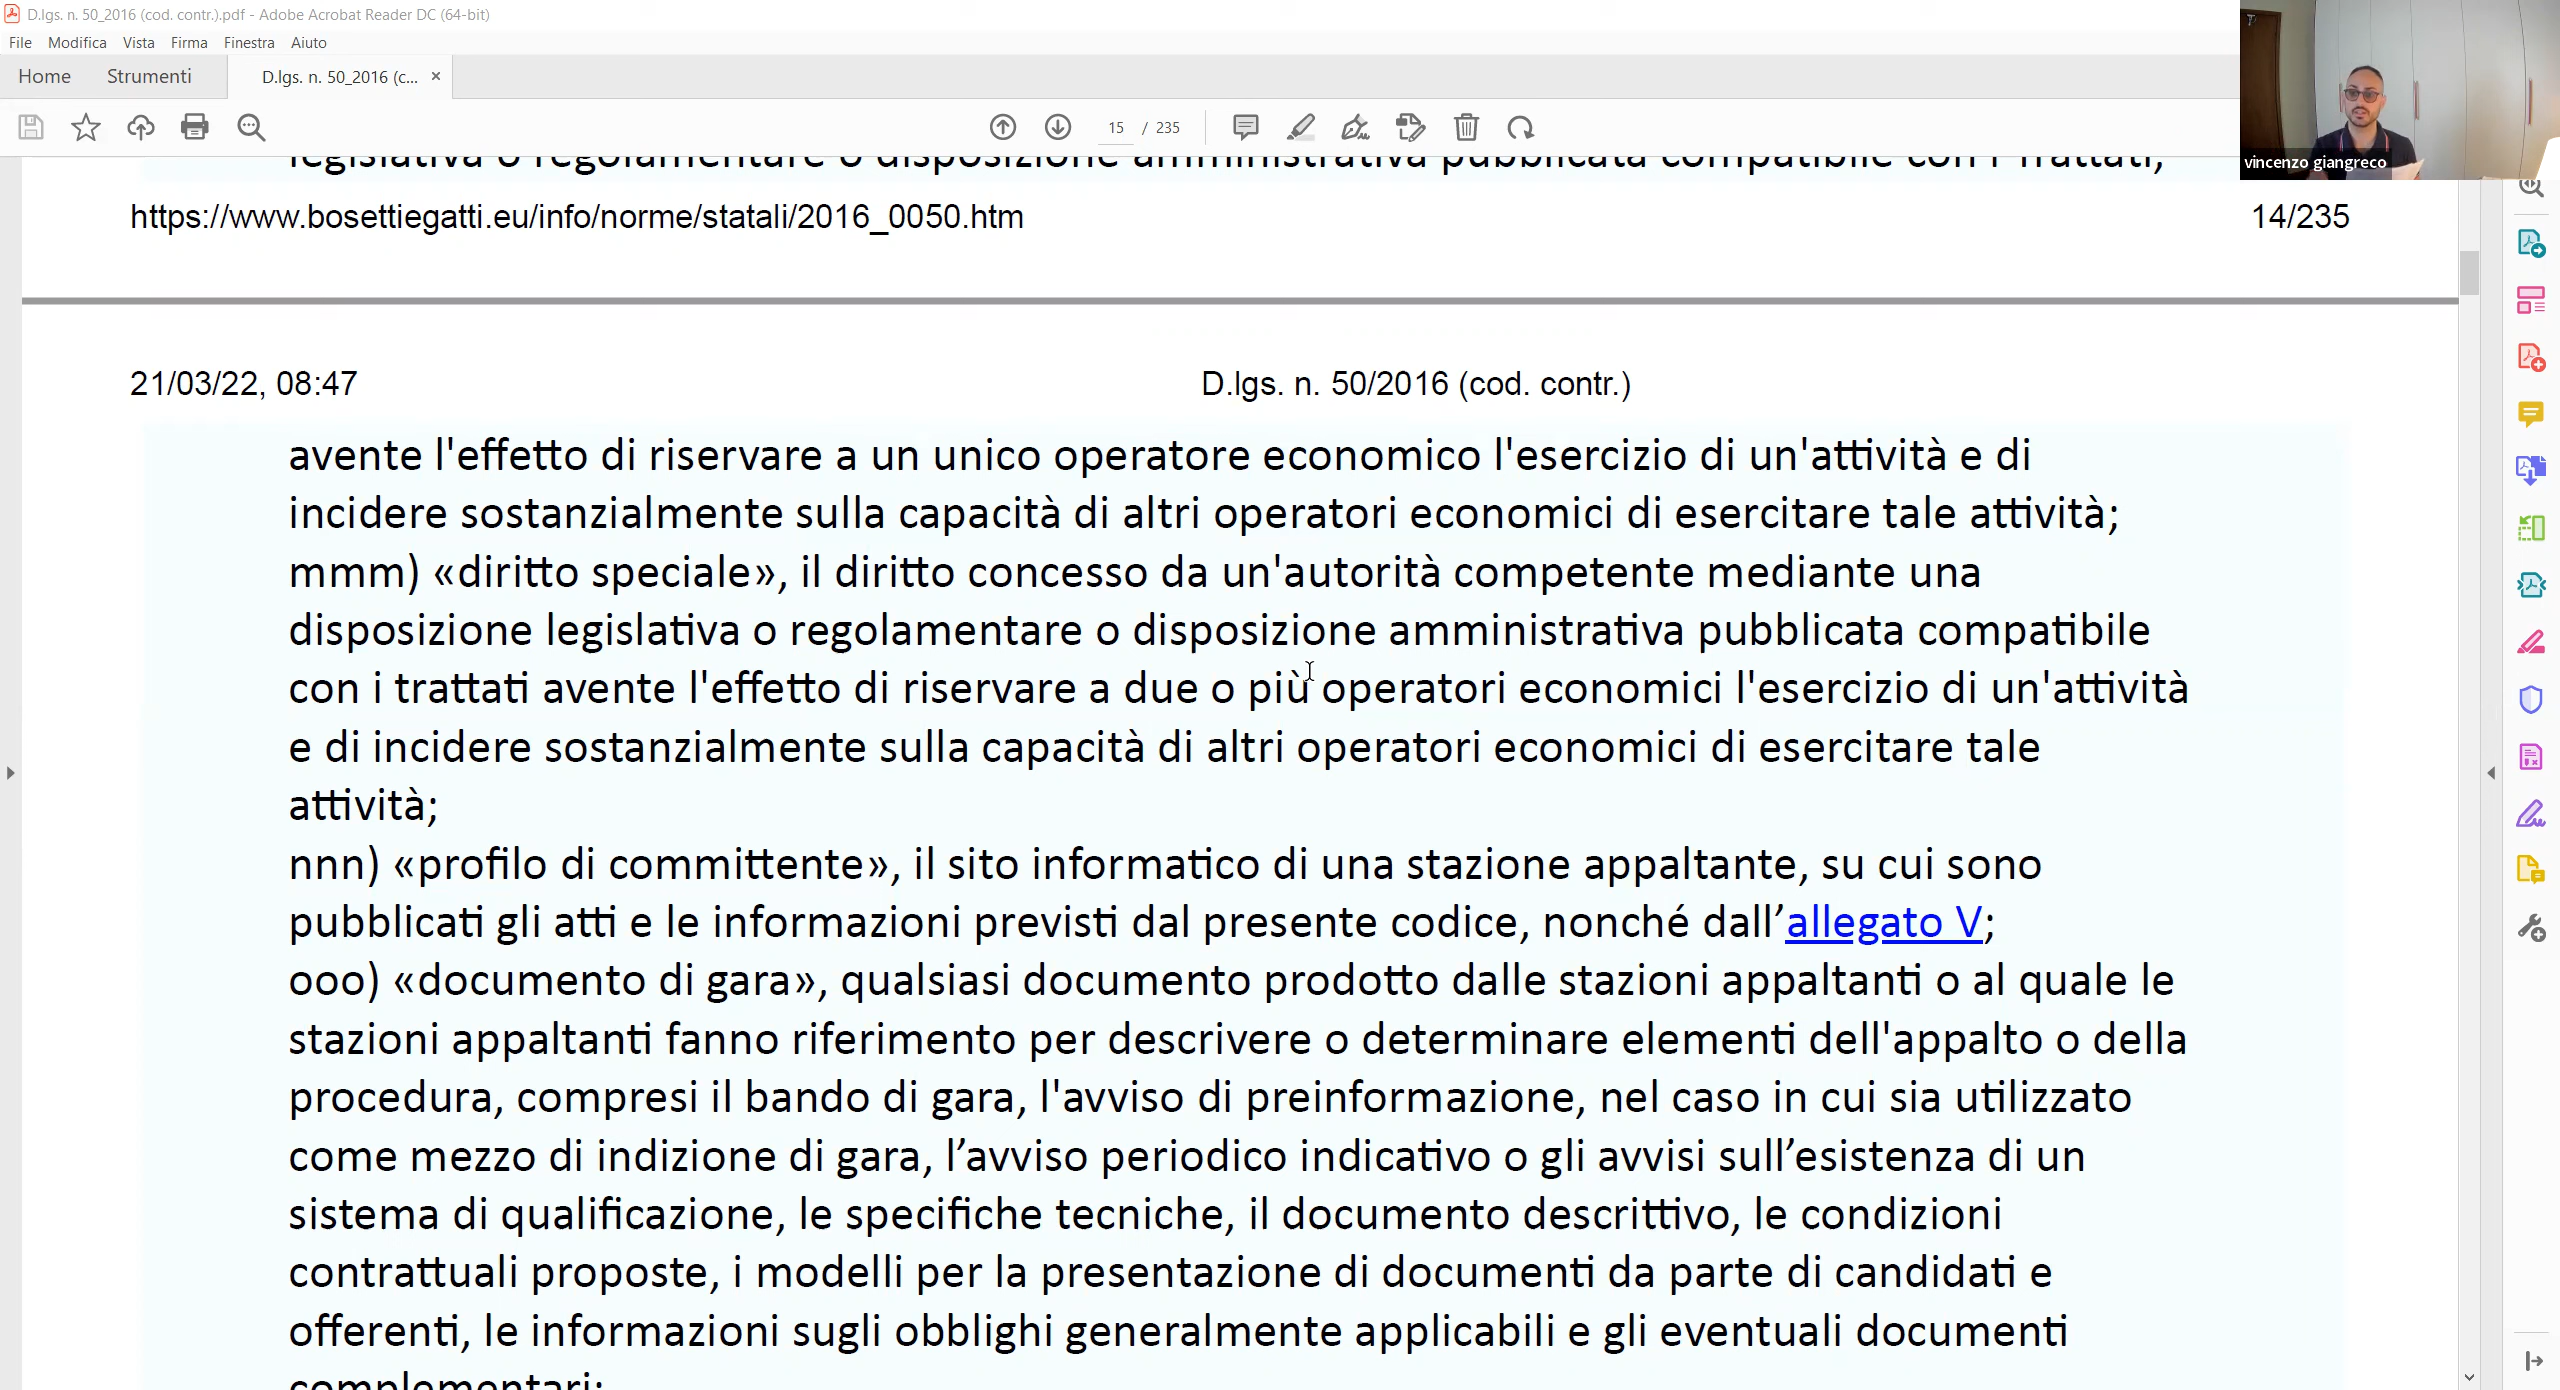 D.lgs. n. 50_2016 (cod. contr.).pdf - Adobe Acrobat Reader DC (64-bit)
File Modifica Vista Firma Finestra Aiuto
Home Strumenti D.lgs. n. 50_2016 (c... ×
15 / 235
vincenzo giangreco
legislativa o regolamentare o disposizione amministrativa pubblicata compatibile con i Trattati,
https://www.bosettiegatti.eu/info/norme/statali/2016_0050.htm 14/235
21/03/22, 08:47 D.lgs. n. 50/2016 (cod. contr.)
avente l'effetto di riservare a un unico operatore economico l'esercizio di un'attività e di
incidere sostanzialmente sulla capacità di altri operatori economici di esercitare tale attività;
mmm) «diritto speciale», il diritto concesso da un'autorità competente mediante una
disposizione legislativa o regolamentare o disposizione amministrativa pubblicata compatibile
con i trattati avente l'effetto di riservare a due o più operatori economici l'esercizio di un'attività
e di incidere sostanzialmente sulla capacità di altri operatori economici di esercitare tale
attività;
nnn) «profilo di committente», il sito informatico di una stazione appaltante, su cui sono
pubblicati gli atti e le informazioni previsti dal presente codice, nonché dall’allegato V;
ooo) «documento di gara», qualsiasi documento prodotto dalle stazioni appaltanti o al quale le
stazioni appaltanti fanno riferimento per descrivere o determinare elementi dell'appalto o della
procedura, compresi il bando di gara, l'avviso di preinformazione, nel caso in cui sia utilizzato
come mezzo di indizione di gara, l’avviso periodico indicativo o gli avvisi sull’esistenza di un
sistema di qualificazione, le specifiche tecniche, il documento descrittivo, le condizioni
contrattuali proposte, i modelli per la presentazione di documenti da parte di candidati e
offerenti, le informazioni sugli obblighi generalmente applicabili e gli eventuali documenti
complementari;